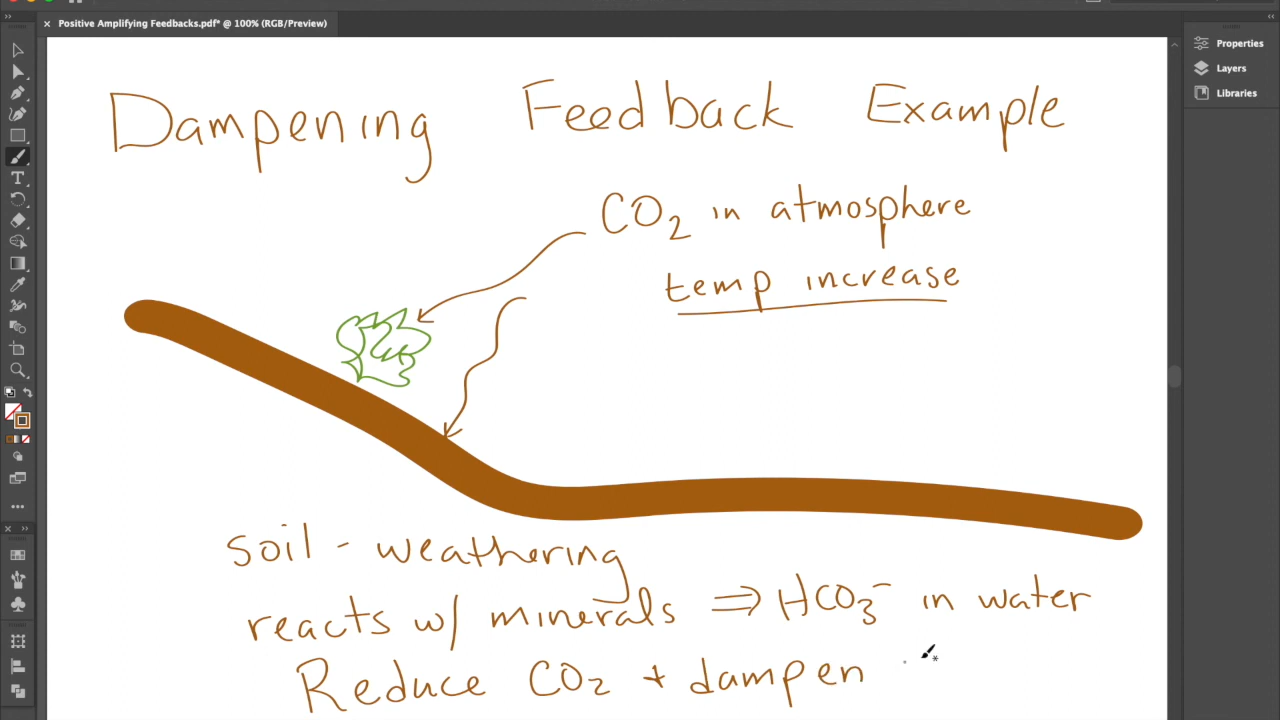 Positive Amplifying Feedbacks.pdf* @ 100% (RGB/Preview)
Properties
Layers
Libraries
Dampening Feedback Example
CO₂ in atmosphere
temp increase
soil - weathering
reacts w/ minerals ⇒ HCO₃⁻ in water
Reduce CO₂ + dampen